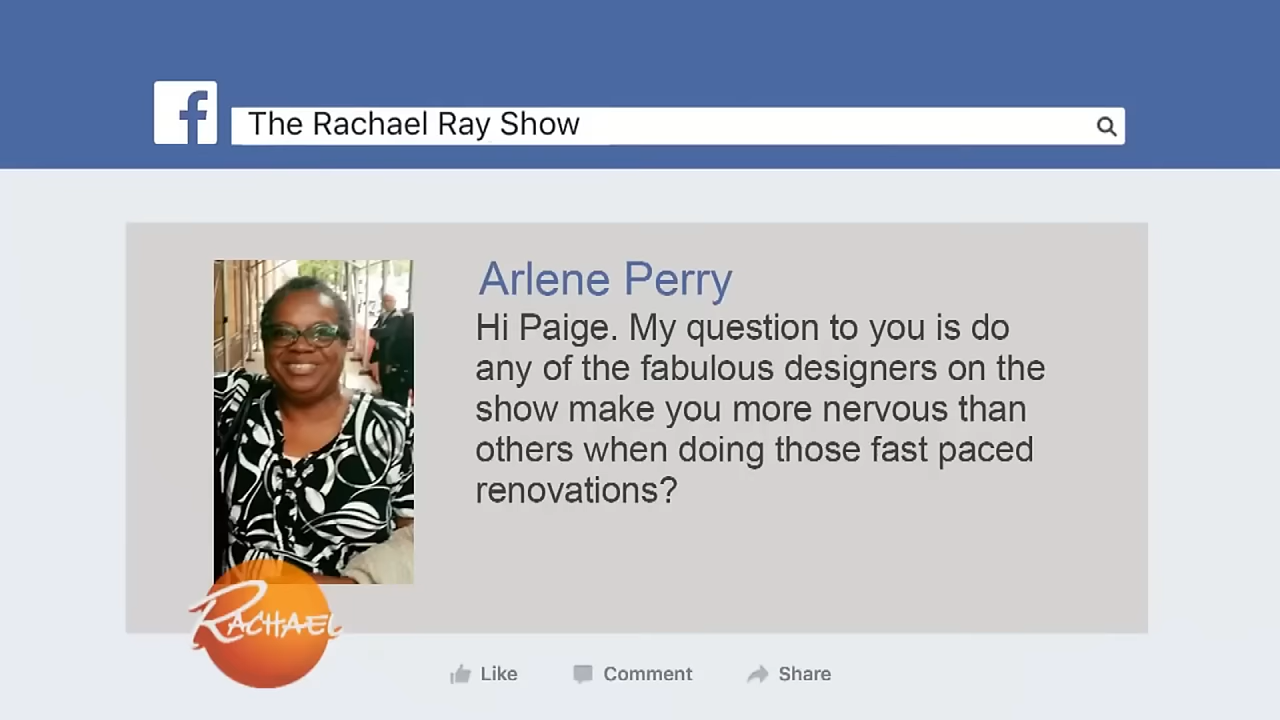 The Rachael Ray Show
Arlene Perry
Hi Paige. My question to you is do
any of the fabulous designers on the
show make you more nervous than
others when doing those fast paced
renovations?
RACHAEL
Like Comment Share